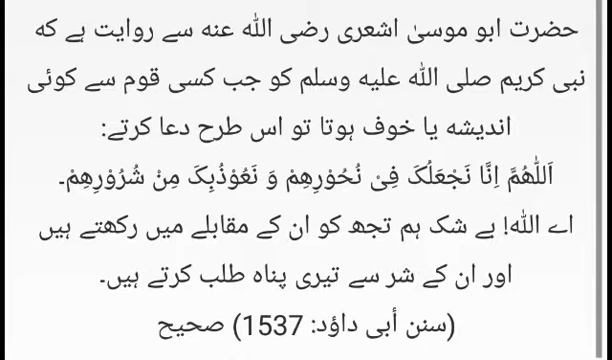 حضرت ابو موسیٰ اشعری رضی اللّٰہ عنہ سے روایت ہے کہ
نبی کریم صلی اللّٰہ علیہ وسلم کو جب کسی قوم سے کوئی
اندیشہ یا خوف ہوتا تو اس طرح دعا کرتے:
اَللّٰهُمَّ اِنَّا نَجْعَلُکَ فِیْ نُحُوْرِهِمْ وَ نَعُوْذُبِکَ مِنْ شُرُوْرِهِمْ۔
اے اللّٰہ! بے شک ہم تجھ کو ان کے مقابلے میں رکھتے ہیں
اور ان کے شر سے تیری پناہ طلب کرتے ہیں۔
(سنن أبی داؤد: 1537) صحیح